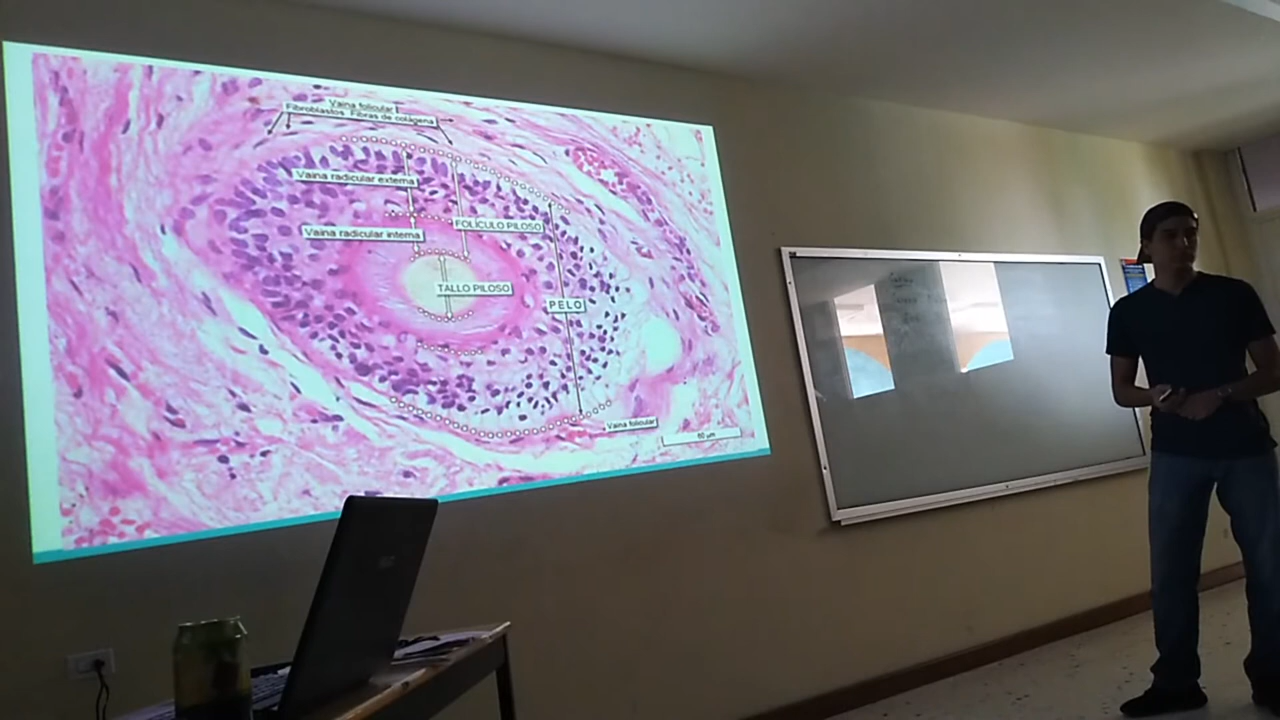 Vaina folicular
Fibroblastos Fibras de colágena
Vaina radicular externa
FOLÍCULO PILOSO
Vaina radicular interna
TALLO PILOSO
PELO
Vaina folicular